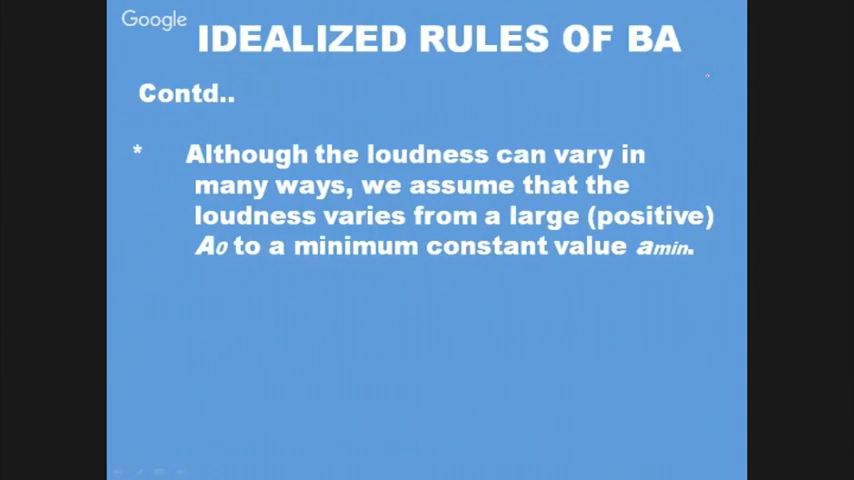 Google
IDEALIZED RULES OF BA
Contd..
* Although the loudness can vary in
many ways, we assume that the
loudness varies from a large (positive)
A0 to a minimum constant value amin.